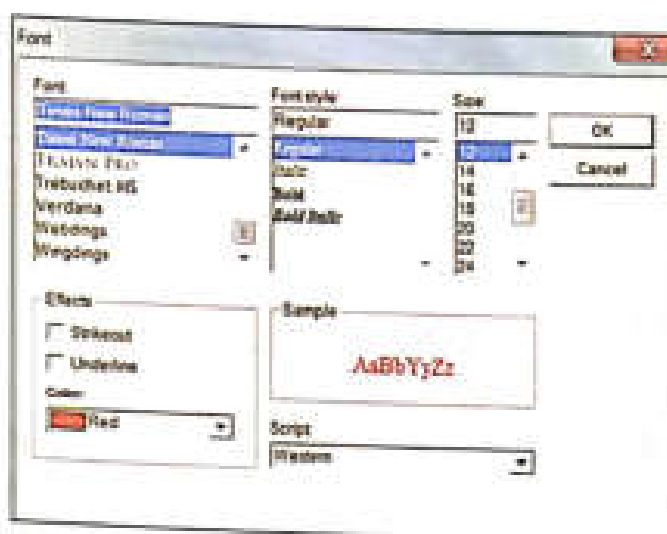 Font
Font
Times New Roman
Times New Roman
TRAJAN PRO
Trebuchet MS
Verdana
Webdings
Wingdings
Font style
Regular
Regular
Italic
Bold
Bold Italic
Size
12
12
14
16
18
20
22
24
OK
Cancel
Effects
Strikeout
Underline
Color:
Red
Sample
AaBbYyZz
Script
Western